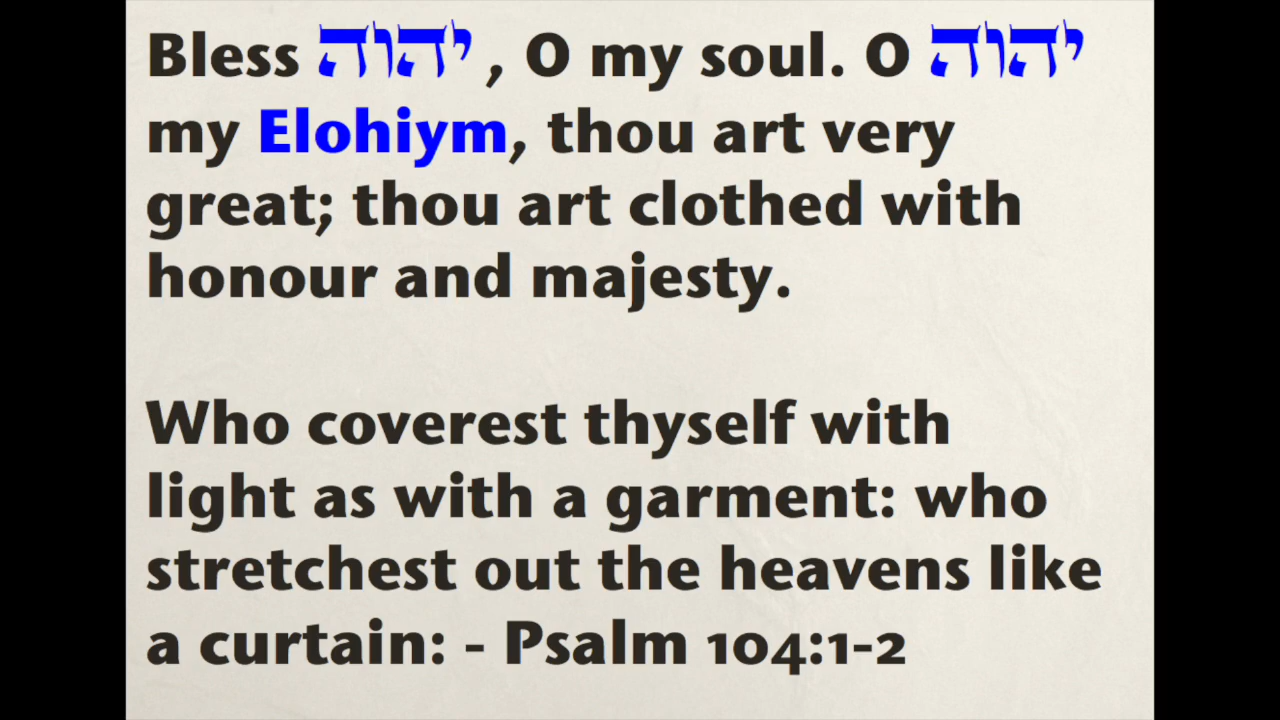 Bless יהוה , O my soul. O יהוה
my Elohiym, thou art very
great; thou art clothed with
honour and majesty.
Who coverest thyself with
light as with a garment: who
stretchest out the heavens like
a curtain: - Psalm 104:1-2